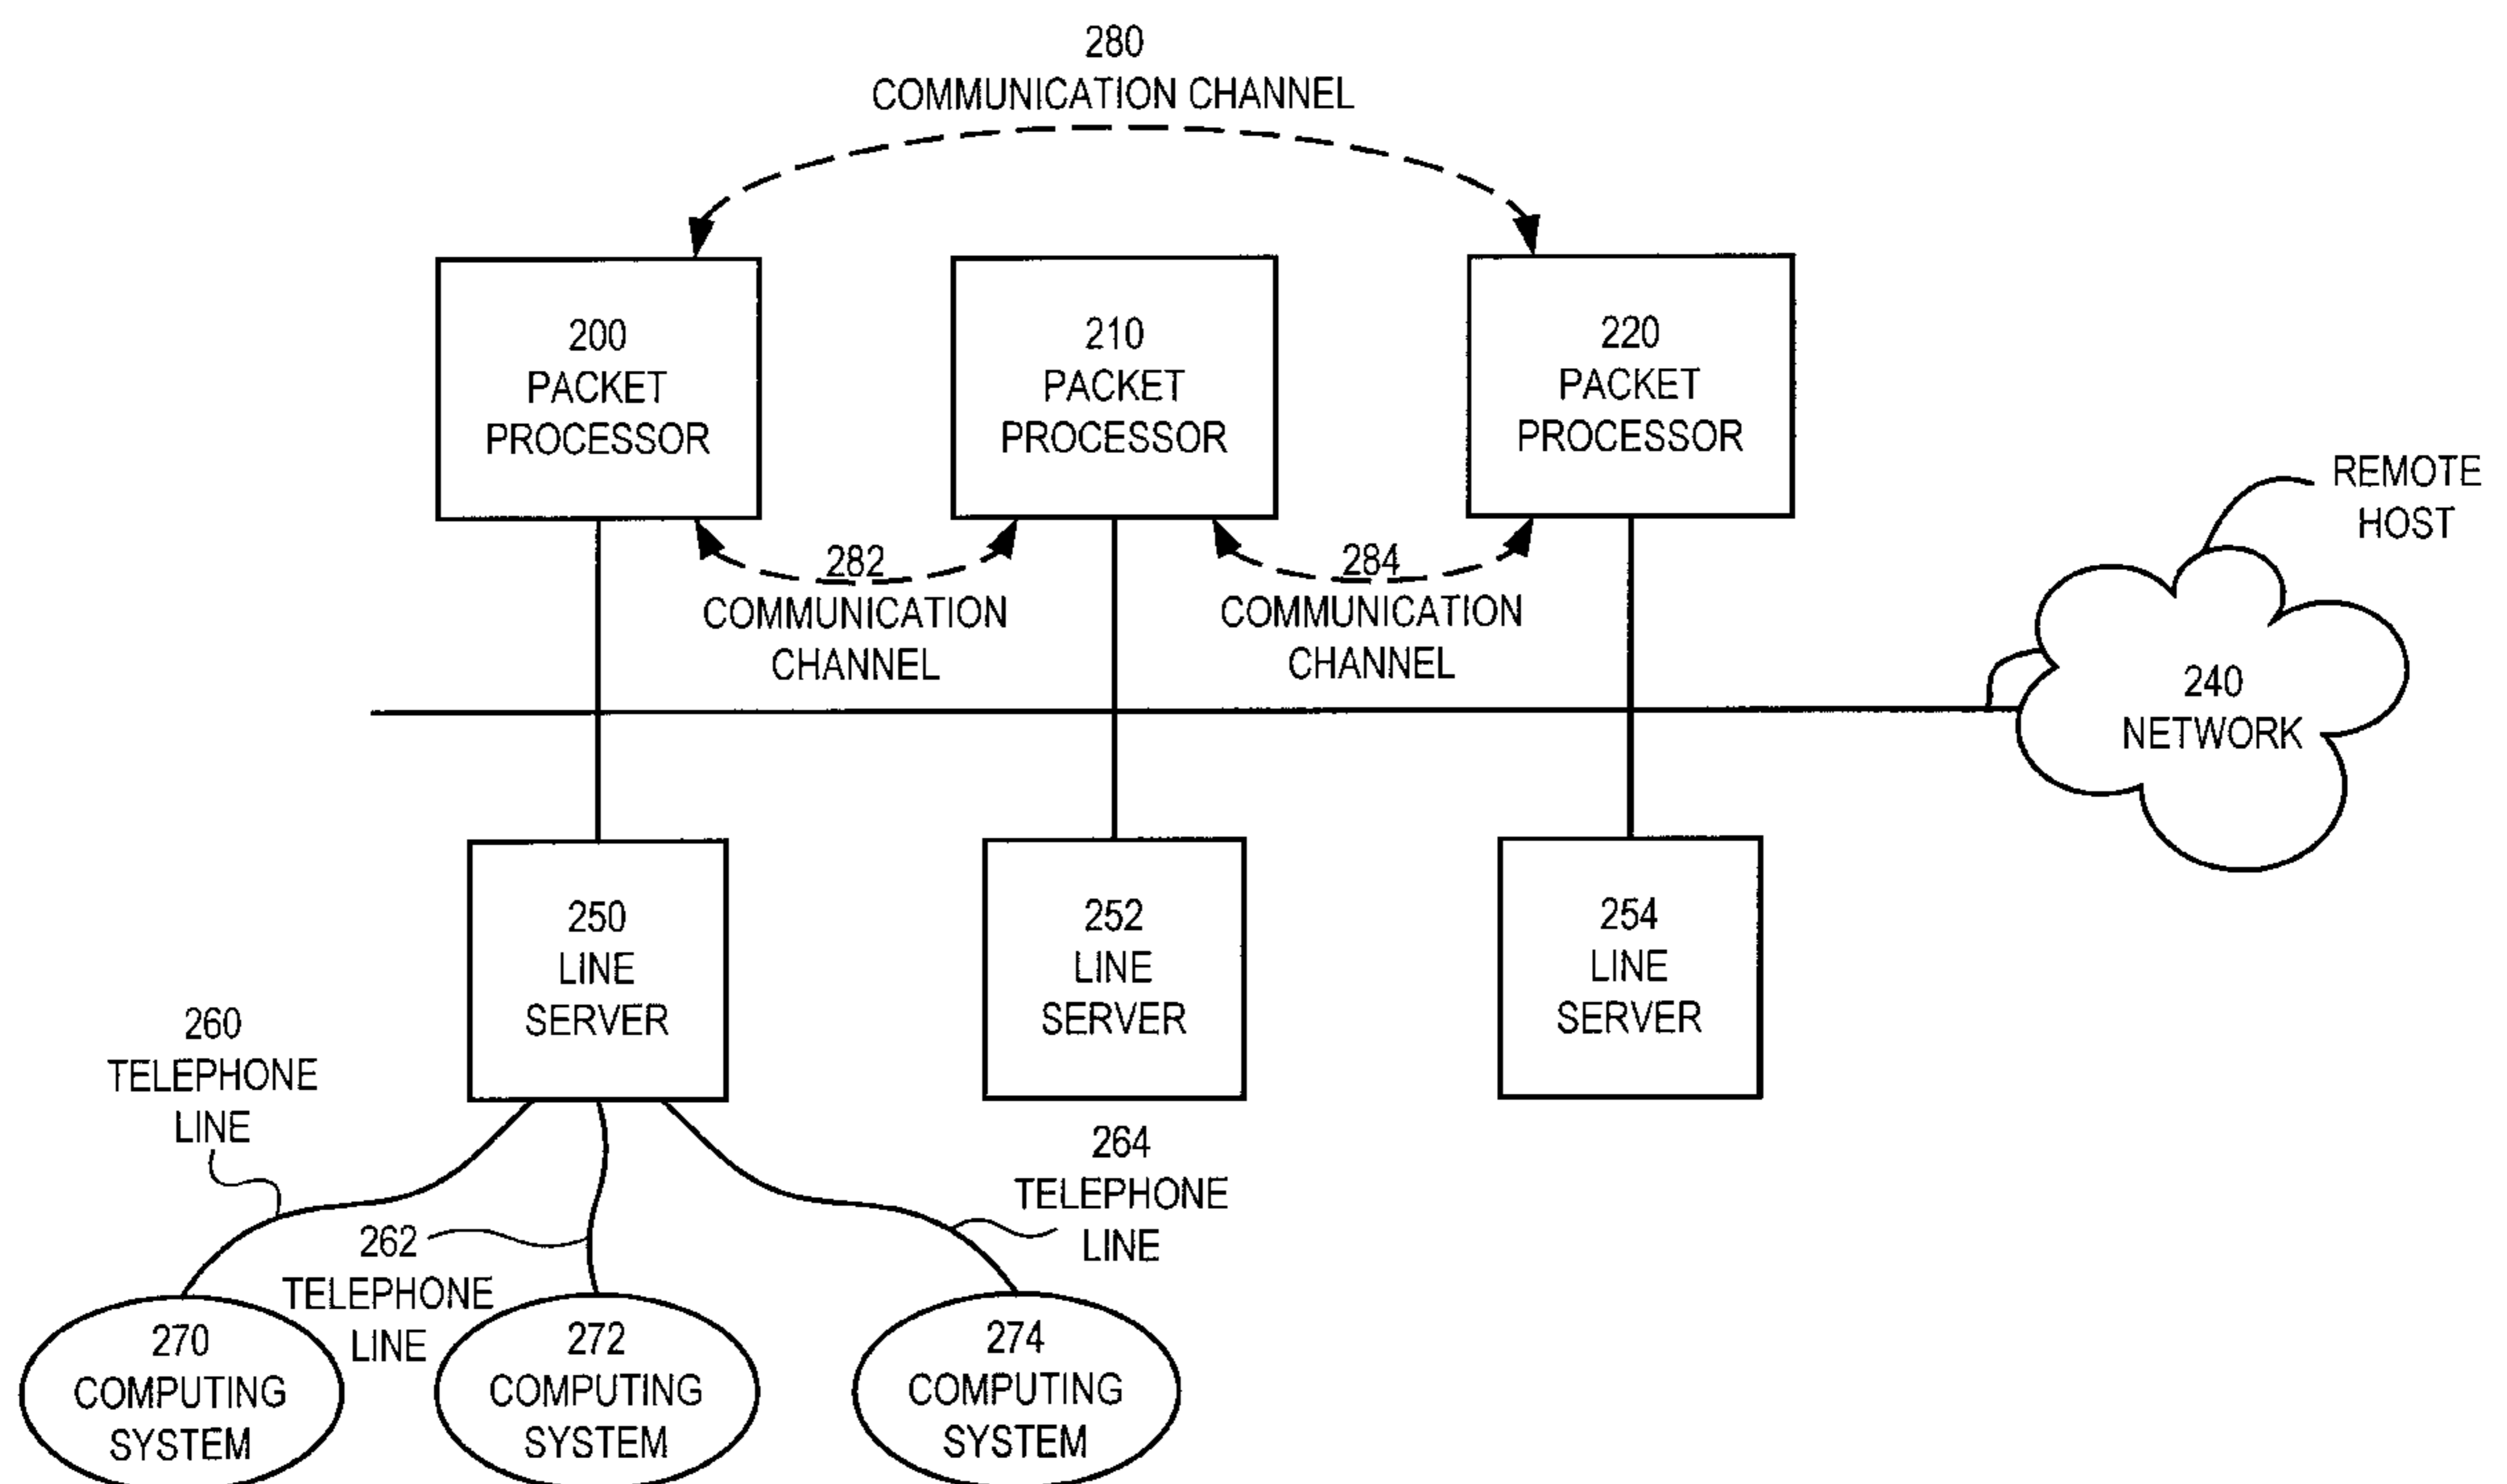 280
COMMUNICATION CHANNEL
200
PACKET
PROCESSOR
210
PACKET
PROCESSOR
220
PACKET
PROCESSOR
REMOTE
HOST
282
COMMUNICATION
CHANNEL
284
COMMUNICATION
CHANNEL
240
NETWORK
250
LINE
SERVER
252
LINE
SERVER
254
LINE
SERVER
260
TELEPHONE
LINE
262
TELEPHONE
LINE
264
TELEPHONE
LINE
270
COMPUTING
SYSTEM
272
COMPUTING
SYSTEM
274
COMPUTING
SYSTEM